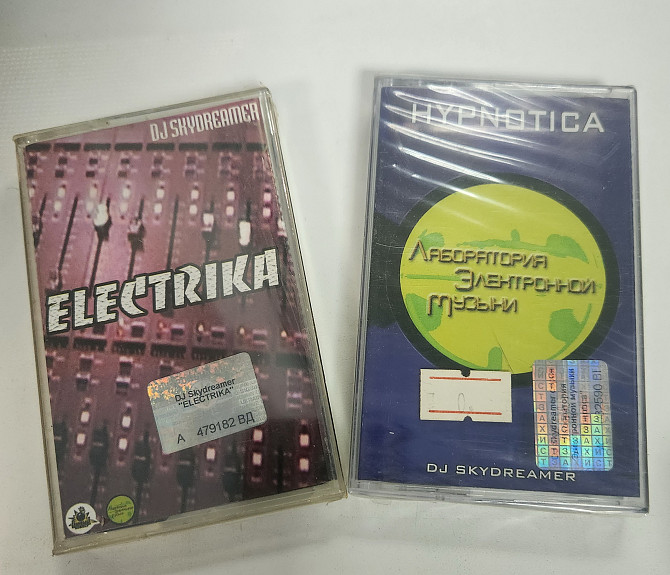 DJ SKYDREAMER
ELECTRIKA
DJ Skydreamer
"ELECTRIKA"
А 479182 ВД
HYPNOTICA
Лаборатория
Электронной
Музыки
DJ SKYDREAMER